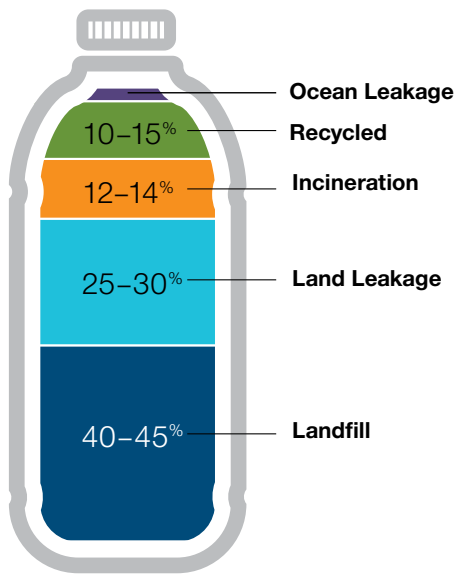 Ocean Leakage
10–15% Recycled
12–14% Incineration
25–30% Land Leakage
40–45% Landfill